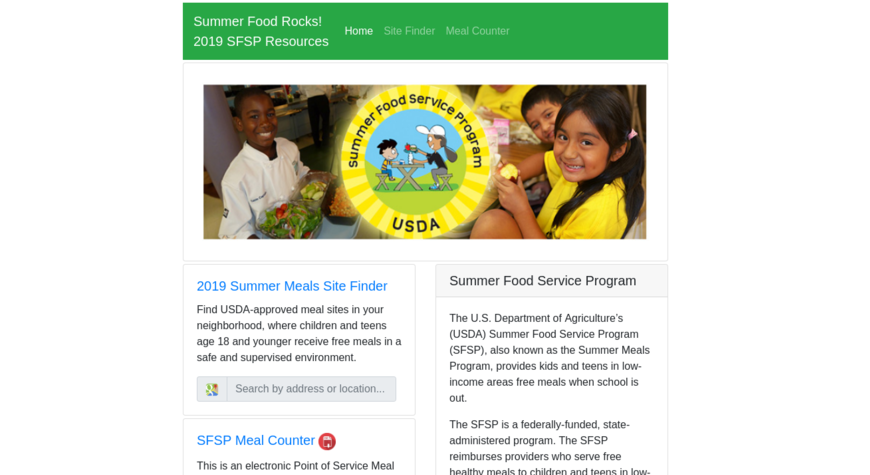 Summer Food Rocks!
2019 SFSP Resources
Home Site Finder Meal Counter
Summer Food Service Program
USDA
2019 Summer Meals Site Finder
Find USDA-approved meal sites in your
neighborhood, where children and teens
age 18 and younger receive free meals in a
safe and supervised environment.
Search by address or location...
SFSP Meal Counter
This is an electronic Point of Service Meal
Summer Food Service Program
The U.S. Department of Agriculture’s
(USDA) Summer Food Service Program
(SFSP), also known as the Summer Meals
Program, provides kids and teens in low-
income areas free meals when school is
out.
The SFSP is a federally-funded, state-
administered program. The SFSP
reimburses providers who serve free
healthy meals to children and teens in low-